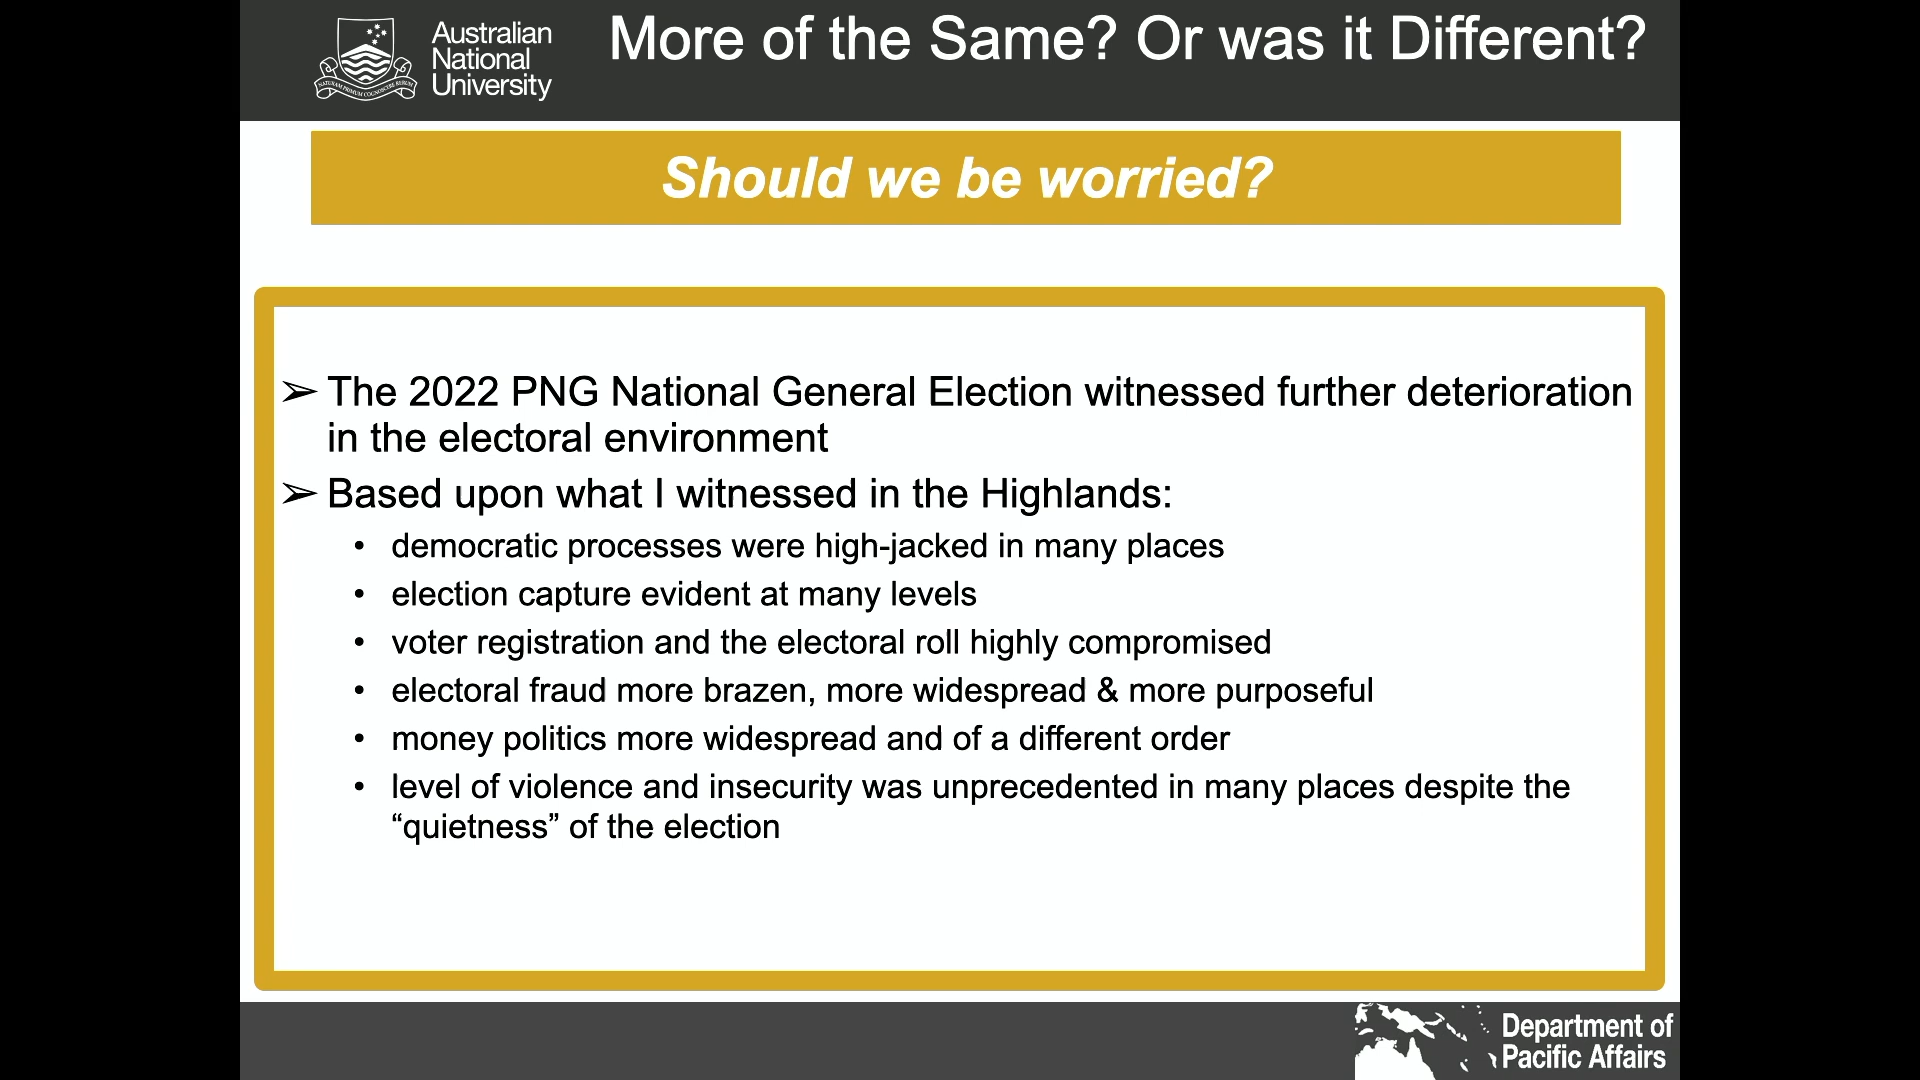 Australian
National
University
NATURAM PRIMUM COGNOSCERE RERUM
More of the Same? Or was it Different?
Should we be worried?
➢ The 2022 PNG National General Election witnessed further deterioration
in the electoral environment
➢ Based upon what I witnessed in the Highlands:
• democratic processes were high-jacked in many places
• election capture evident at many levels
• voter registration and the electoral roll highly compromised
• electoral fraud more brazen, more widespread & more purposeful
• money politics more widespread and of a different order
• level of violence and insecurity was unprecedented in many places despite the
“quietness” of the election
Department of
Pacific Affairs